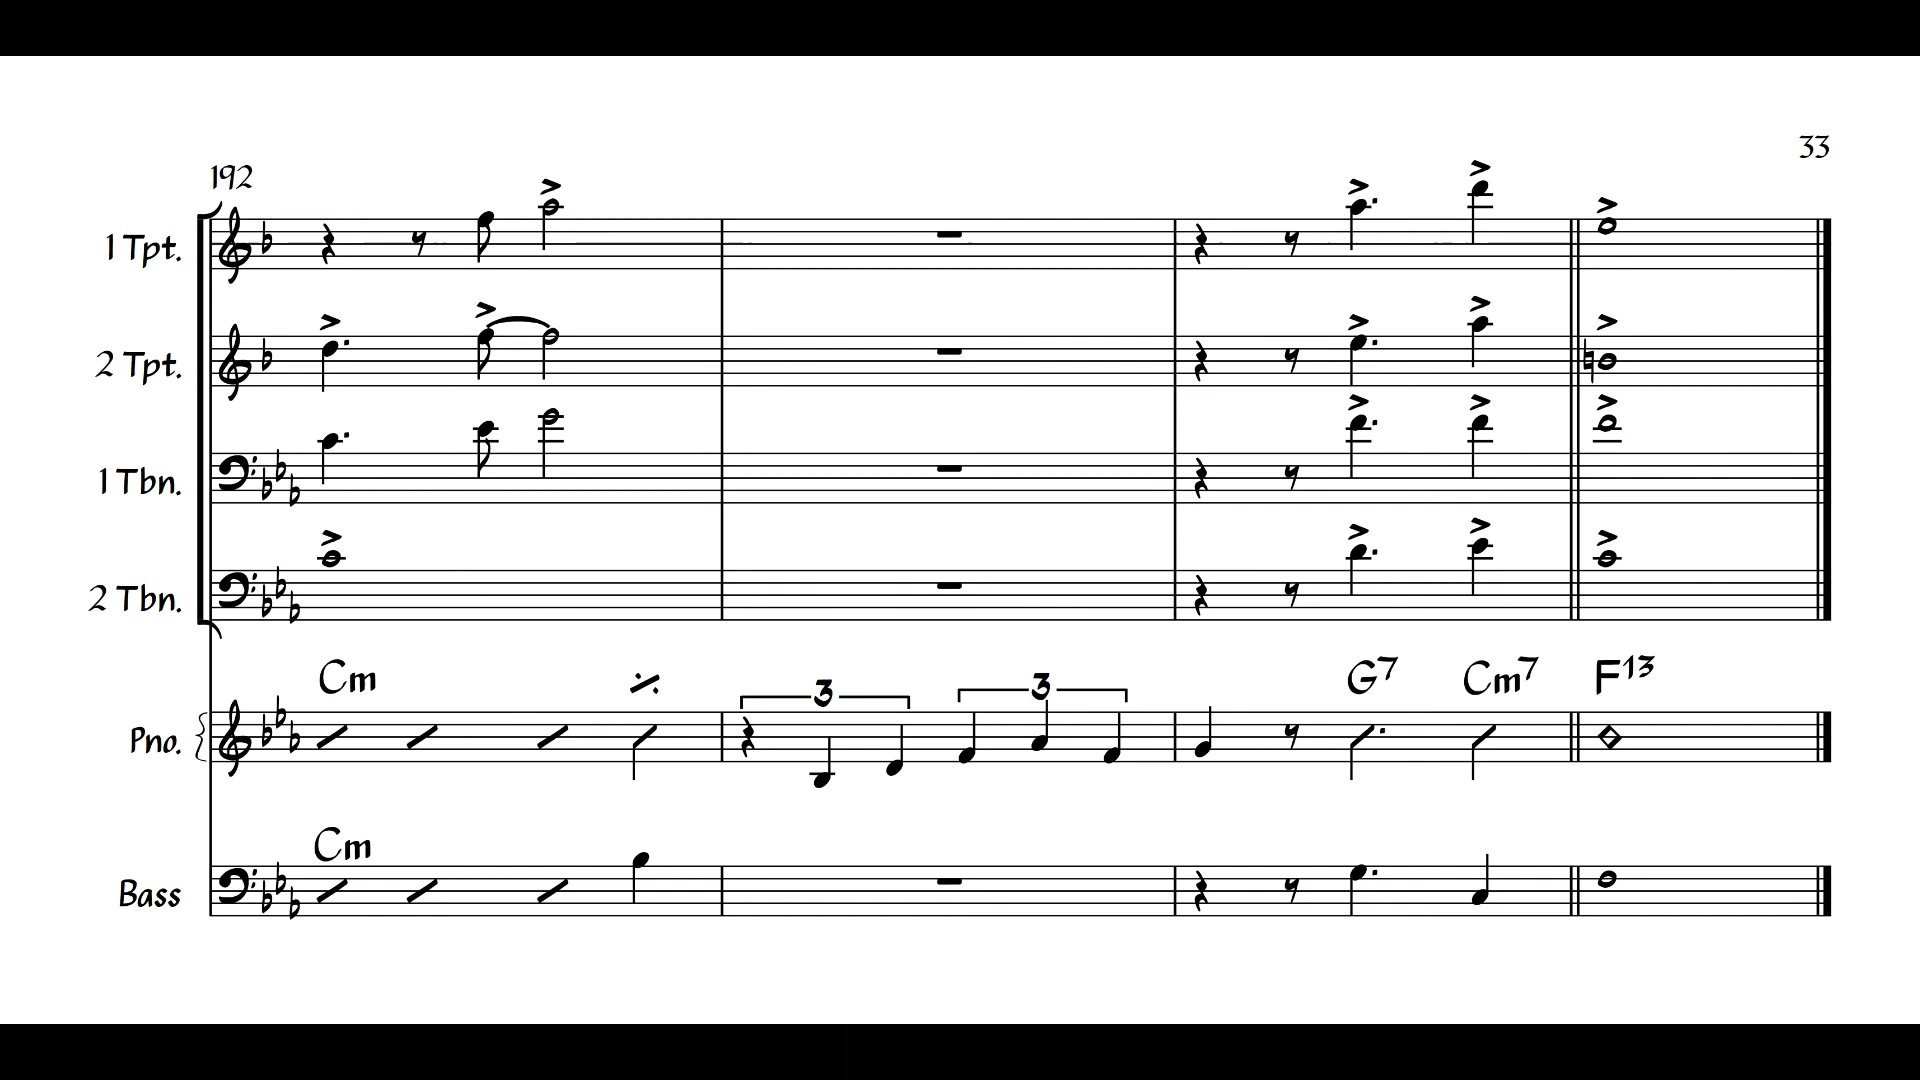 33
192
1 Tpt.
2 Tpt.
1 Tbn.
2 Tbn.
Cm G7 Cm7 F13
3 3
Pno.
Cm
Bass